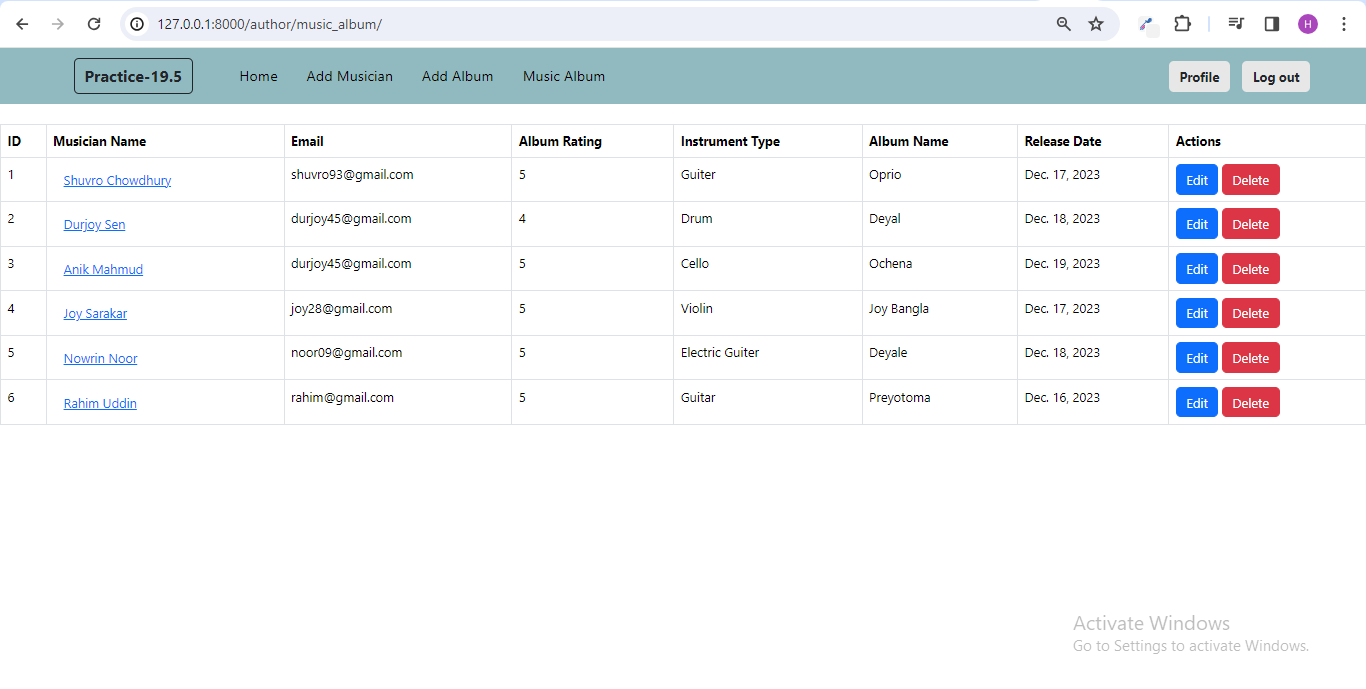 127.0.0.1:8000/author/music_album/
H
Practice-19.5 Home Add Musician Add Album Music Album Profile Log out
ID Musician Name Email Album Rating Instrument Type Album Name Release Date Actions
1 Shuvro Chowdhury shuvro93@gmail.com 5 Guiter Oprio Dec. 17, 2023 Edit Delete
2 Durjoy Sen durjoy45@gmail.com 4 Drum Deyal Dec. 18, 2023 Edit Delete
3 Anik Mahmud durjoy45@gmail.com 5 Cello Ochena Dec. 19, 2023 Edit Delete
4 Joy Sarakar joy28@gmail.com 5 Violin Joy Bangla Dec. 17, 2023 Edit Delete
5 Nowrin Noor noor09@gmail.com 5 Electric Guiter Deyale Dec. 18, 2023 Edit Delete
6 Rahim Uddin rahim@gmail.com 5 Guitar Preyotoma Dec. 16, 2023 Edit Delete
Activate Windows
Go to Settings to activate Windows.